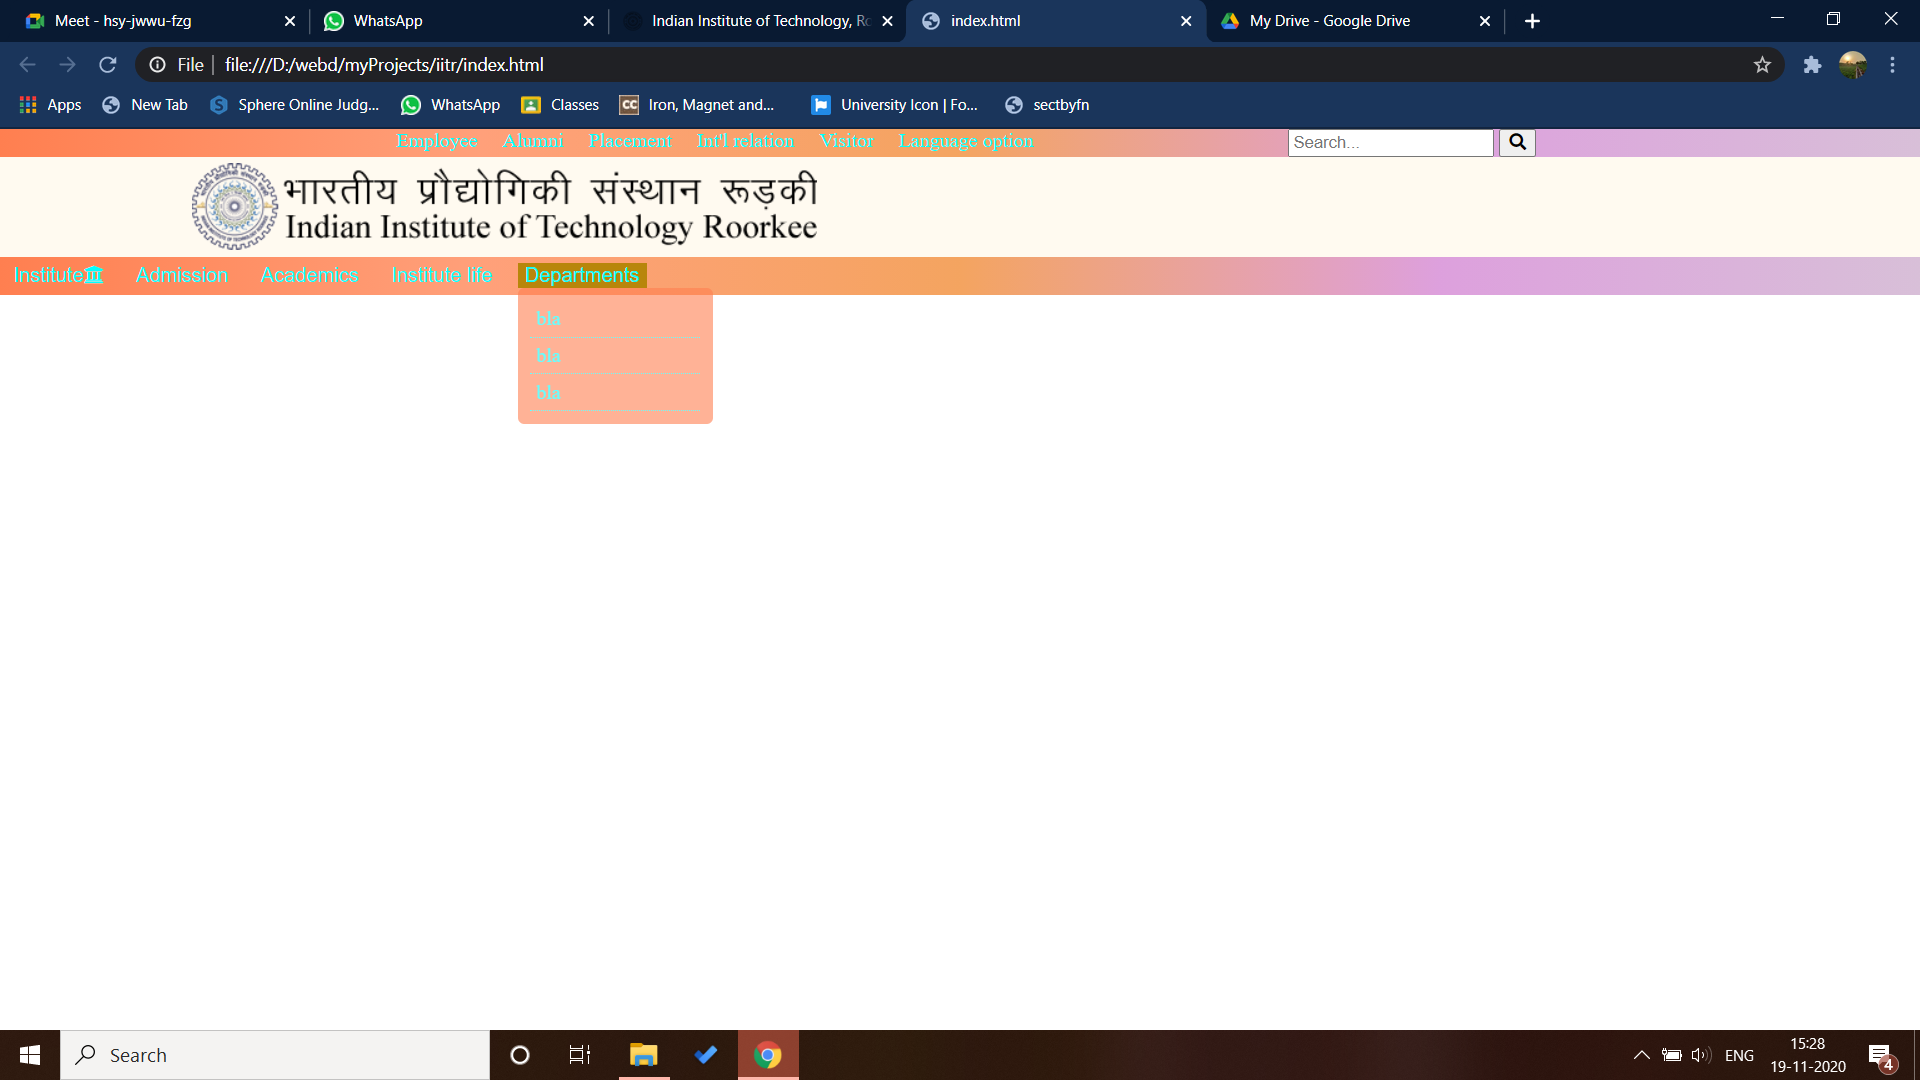 Meet - hsy-jwwu-fzg WhatsApp Indian Institute of Technology, Ro index.html My Drive - Google Drive
File file:///D:/webd/myProjects/iitr/index.html
Apps New Tab Sphere Online Judg... WhatsApp Classes CC Iron, Magnet and... University Icon | Fo... sectbyfn
Employee Alumni Placement Int'l relation Visitor Language option Search...
भारतीय प्रौद्योगिकी संस्थान रूड़की
Indian Institute of Technology Roorkee
Institute Admission Academics Institute life Departments
bla
bla
bla
Search ENG 15:28
19-11-2020 4